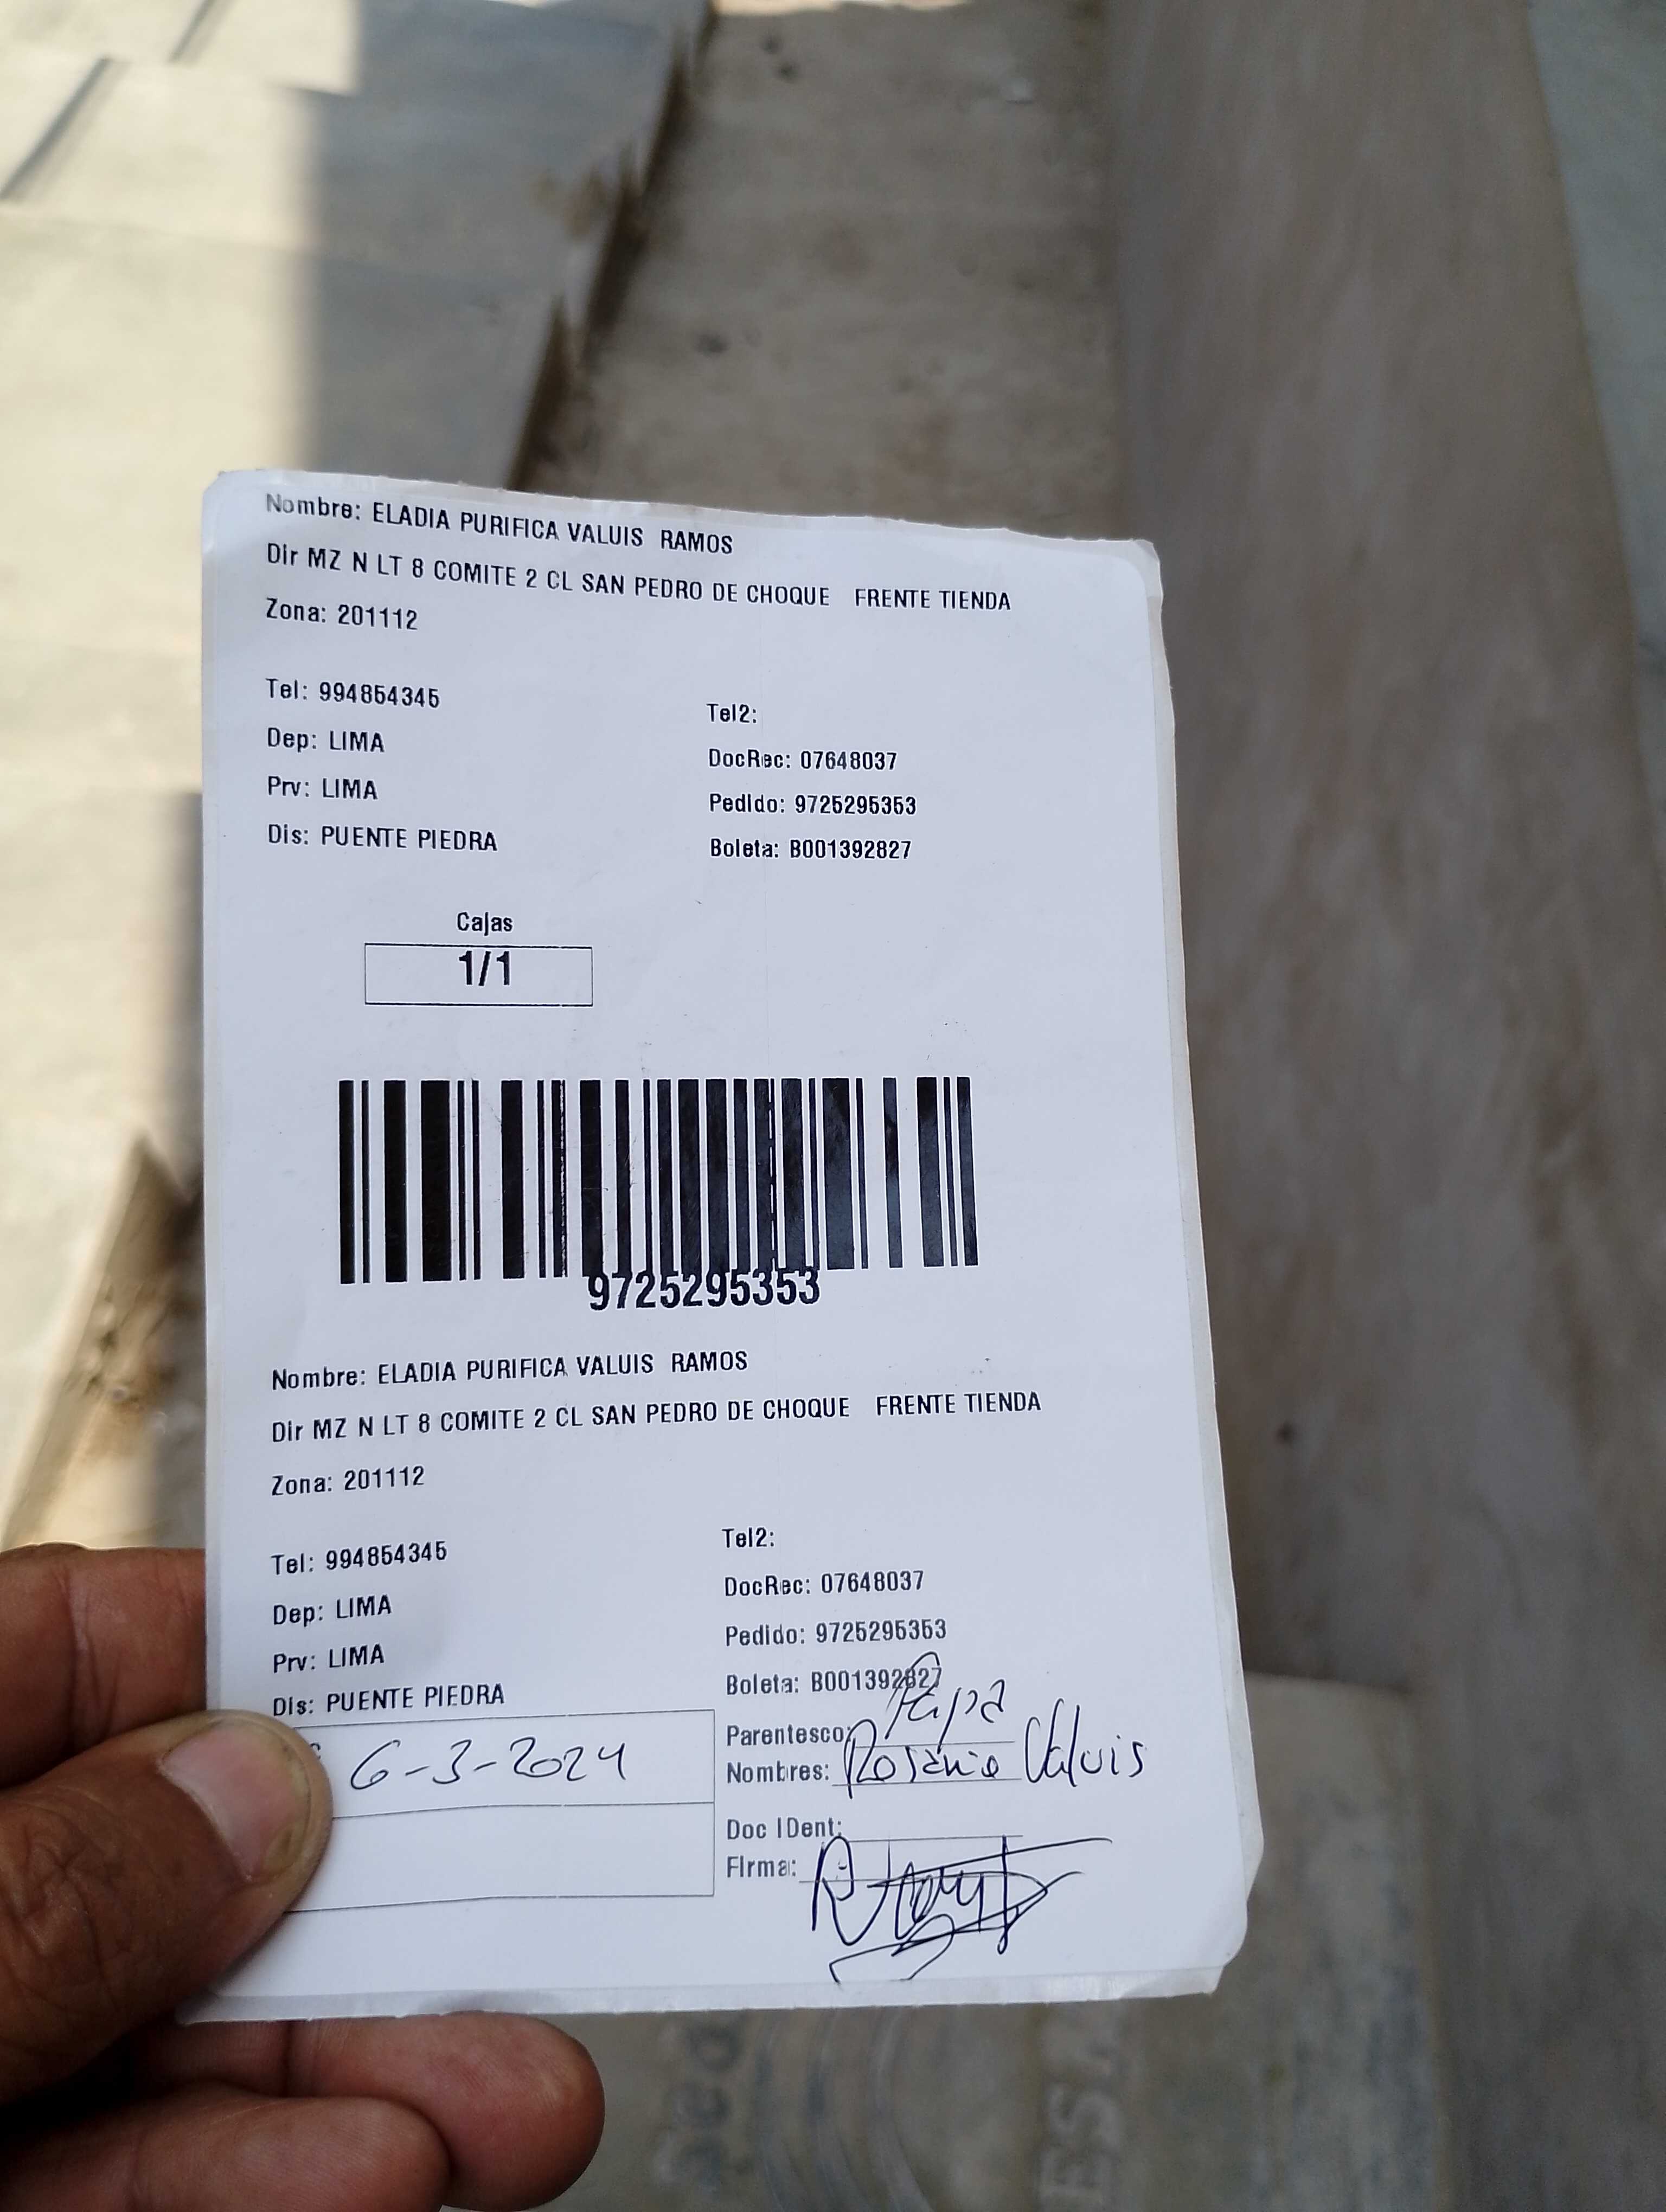 Nombre: ELADIA PURIFICA VALUIS RAMOS
Dir MZ N LT 8 COMITE 2 CL SAN PEDRO DE CHOQUE FRENTE TIENDA
Zona: 201112
Tel: 994854345
Tel2:
Dep: LIMA
DocRec: 07648037
Prv: LIMA
Pedido: 9725295353
Dis: PUENTE PIEDRA
Boleta: B001392827
Cajas
1/1
9725295353
Nombre: ELADIA PURIFICA VALUIS RAMOS
Dir MZ N LT 8 COMITE 2 CL SAN PEDRO DE CHOQUE FRENTE TIENDA
Zona: 201112
Tel: 994854345
Tel2:
Dep: LIMA
DocRec: 07648037
Prv: LIMA
Pedido: 9725295353
Dis: PUENTE PIEDRA
Boleta: B001392827
6-3-2024
Parentesco: Papa
Nombres: Rosario Valuis
Doc IDent:
Firma: